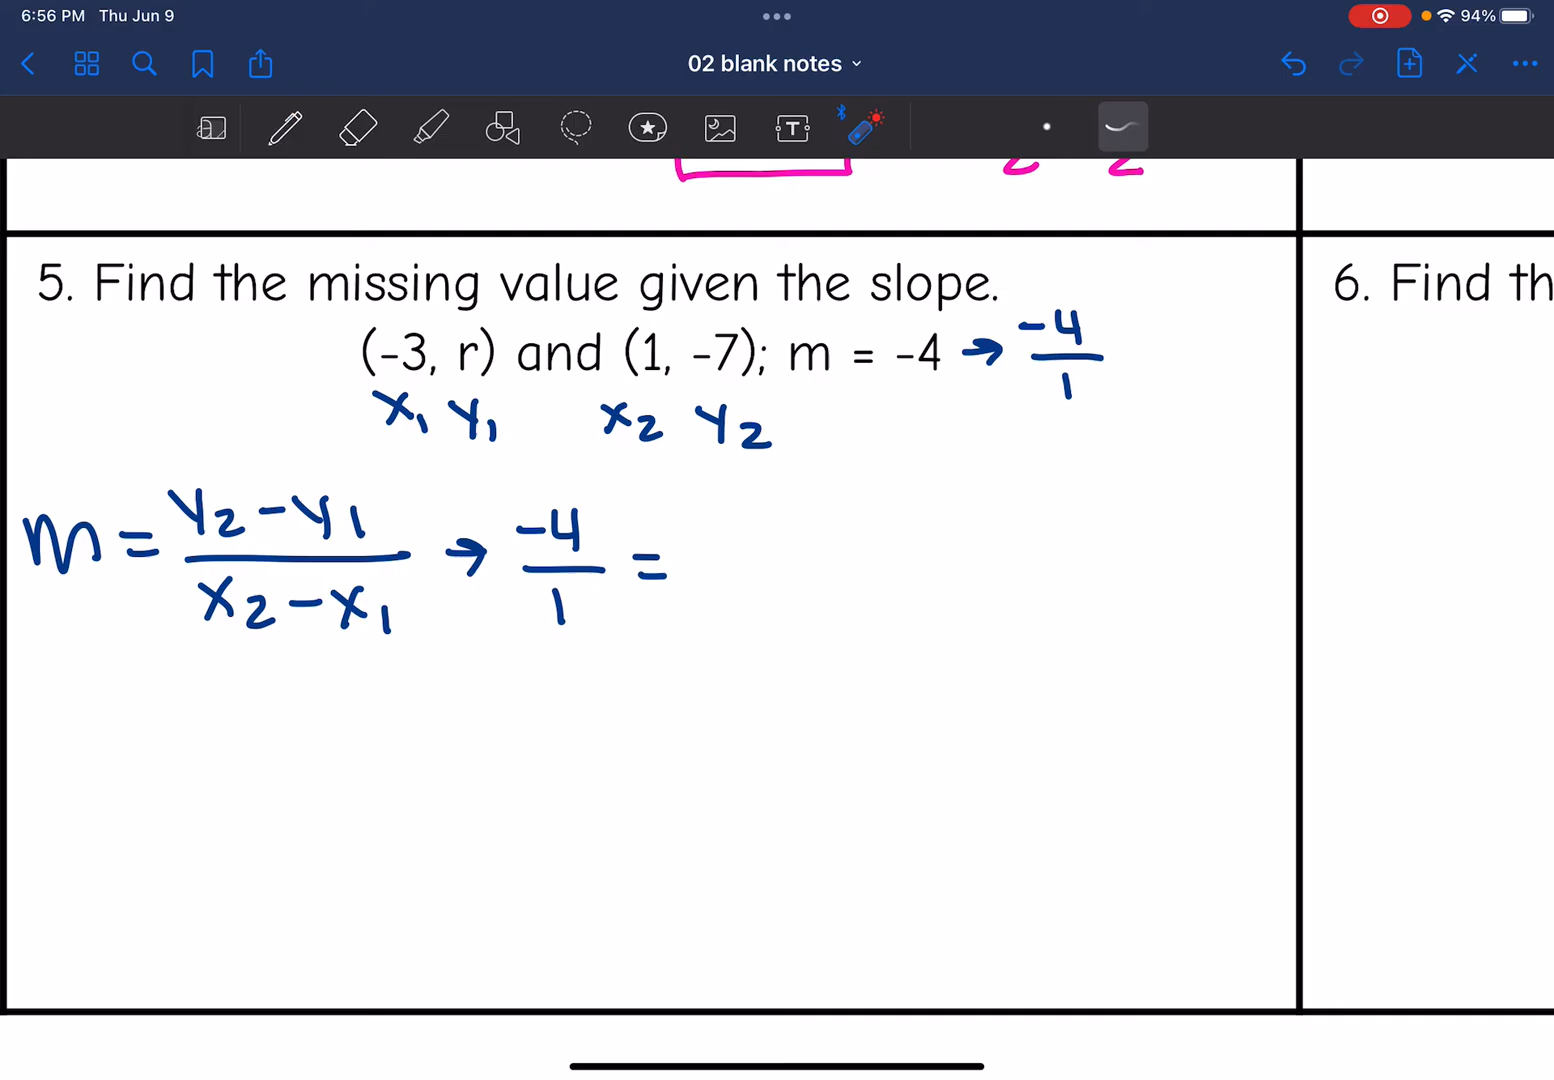 6:56 PM Thu Jun 9
94%
02 blank notes
T
2 2
5. Find the missing value given the slope.
6. Find th
(-3, r) and (1, -7); m = -4 → -4/1
x₁ y₁ x₂ y₂
m = y₂-y₁/x₂-x₁ → -4/1 =